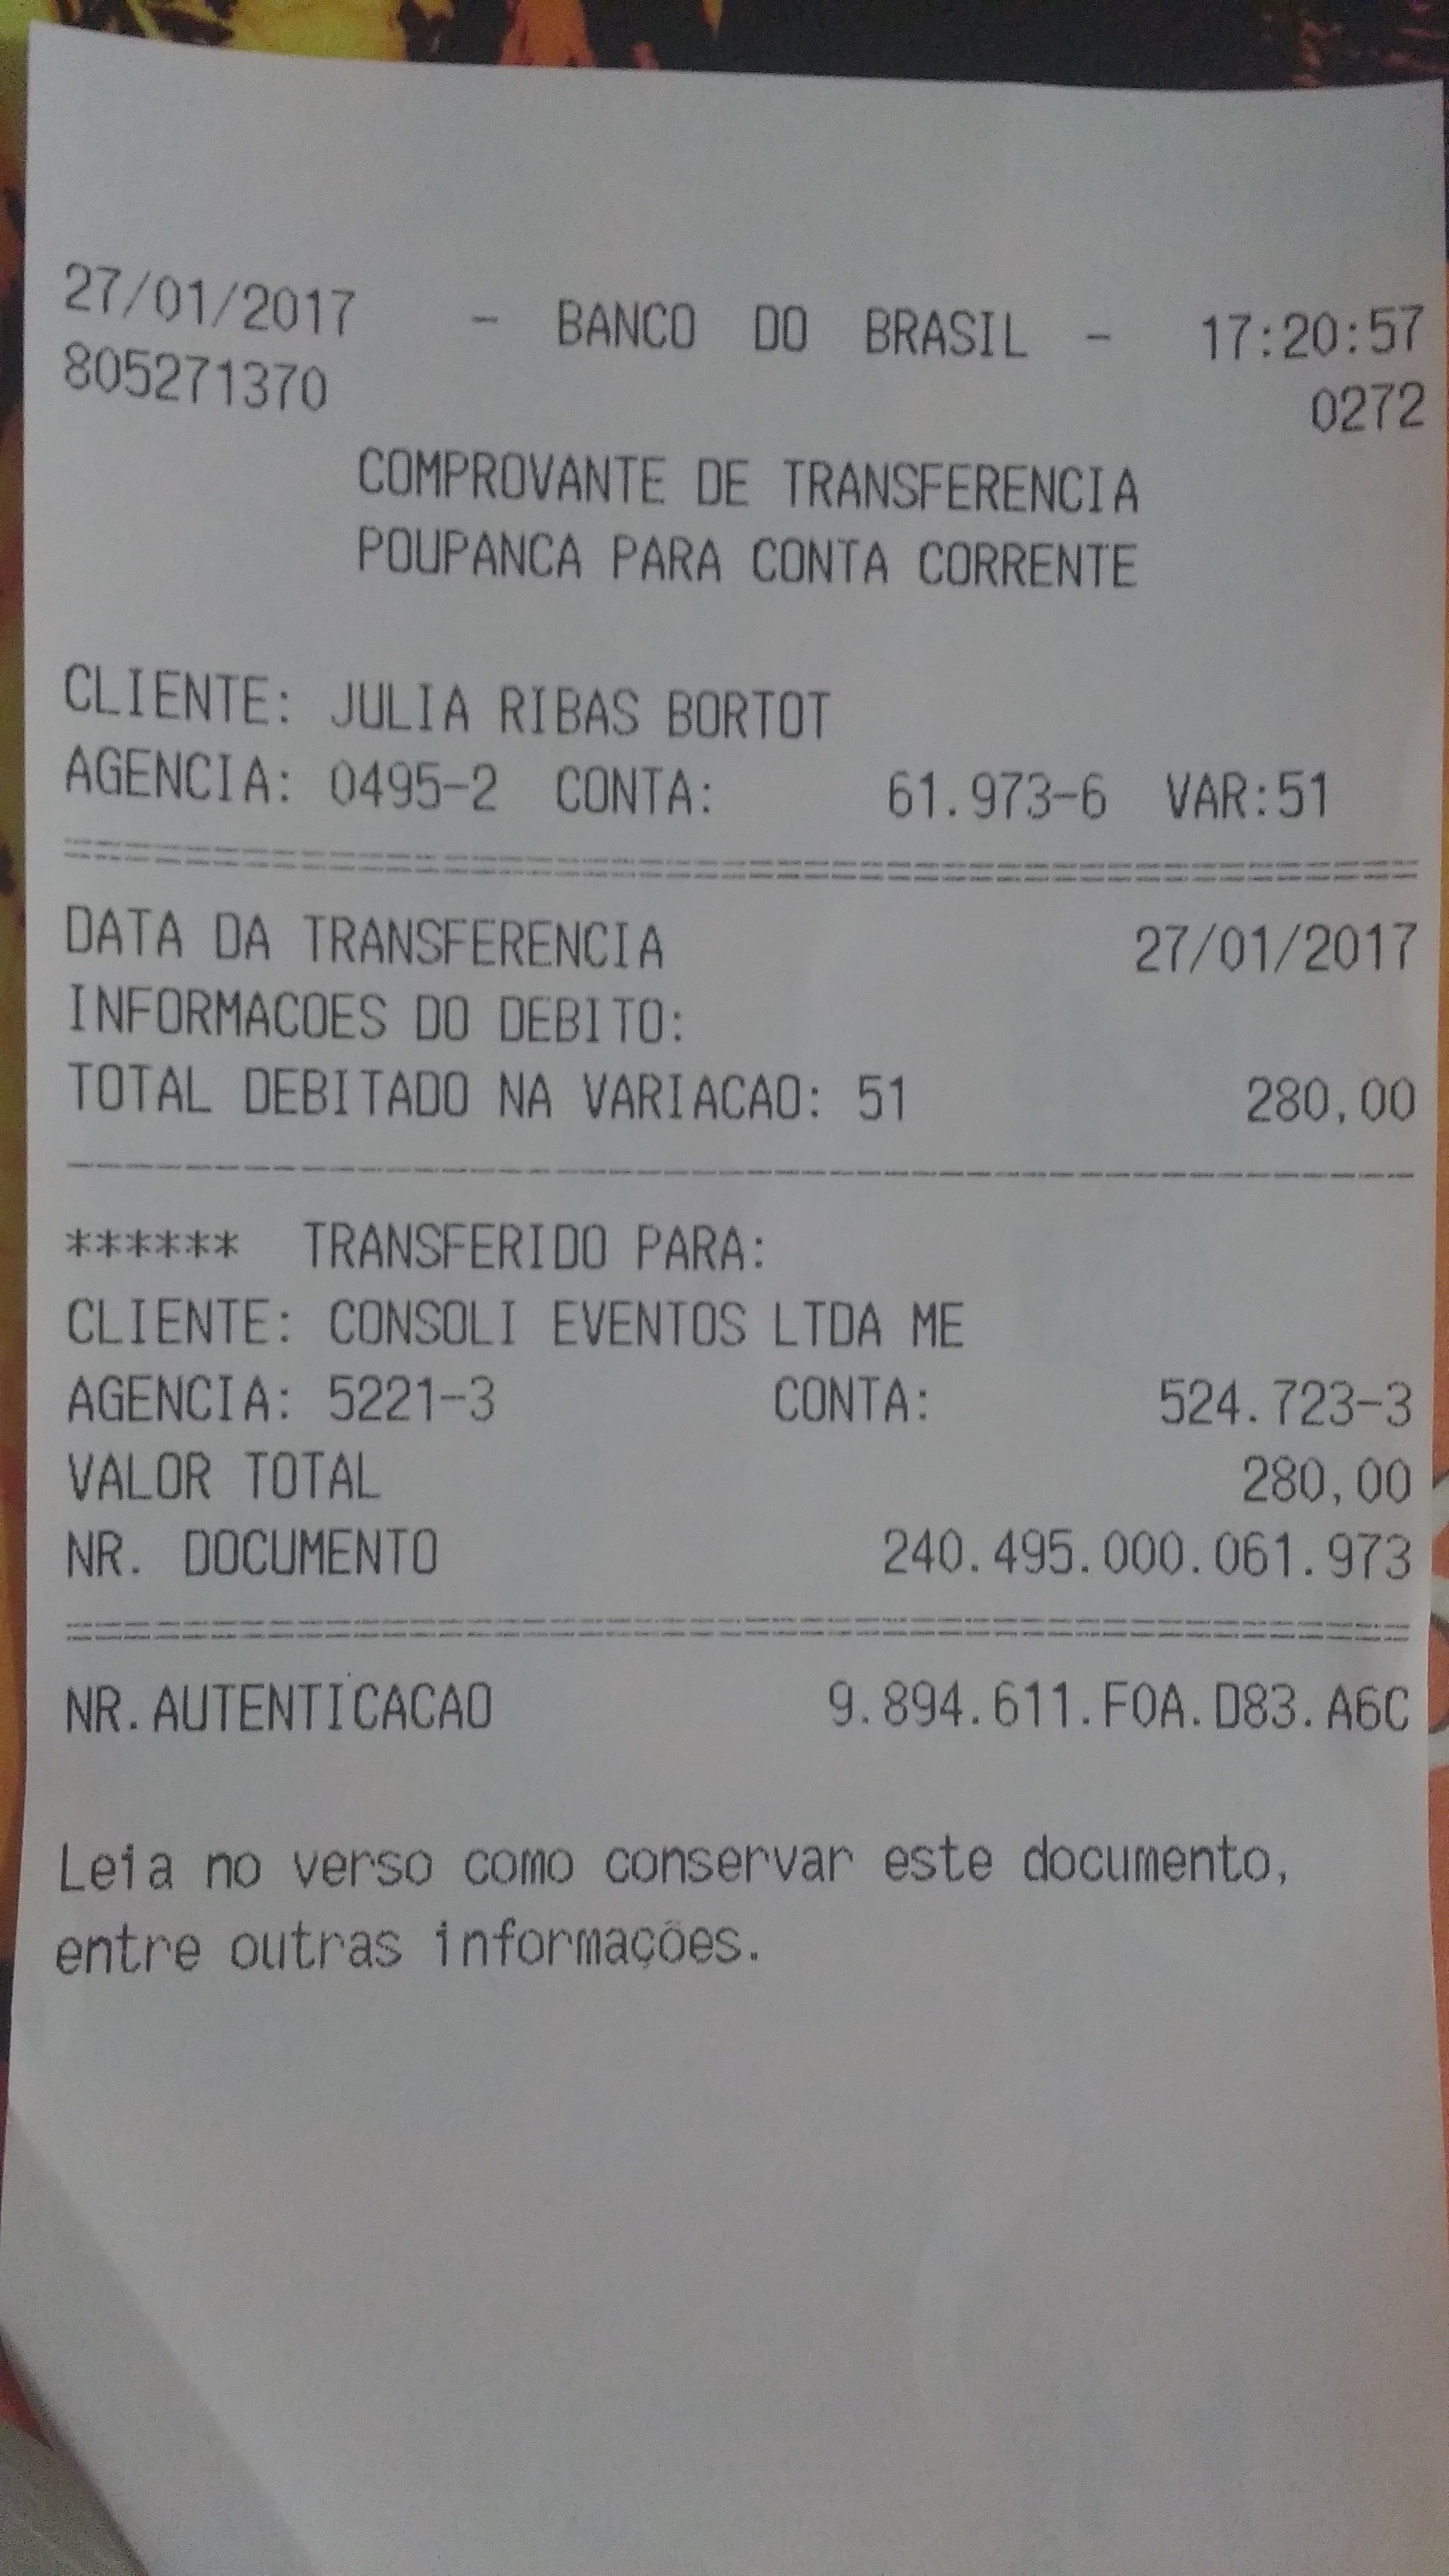 27/01/2017 - BANCO DO BRASIL - 17:20:57
805271370 0272
COMPROVANTE DE TRANSFERENCIA
POUPANCA PARA CONTA CORRENTE
CLIENTE: JULIA RIBAS BORTOT
AGENCIA: 0495-2 CONTA: 61.973-6 VAR:51
DATA DA TRANSFERENCIA 27/01/2017
INFORMACOES DO DEBITO:
TOTAL DEBITADO NA VARIACAO: 51 280,00
****** TRANSFERIDO PARA:
CLIENTE: CONSOLI EVENTOS LTDA ME
AGENCIA: 5221-3 CONTA: 524.723-3
VALOR TOTAL 280,00
NR. DOCUMENTO 240.495.000.061.973
NR.AUTENTICACAO 9.894.611.F0A.D83.A6C
Leia no verso como conservar este documento,
entre outras informações.